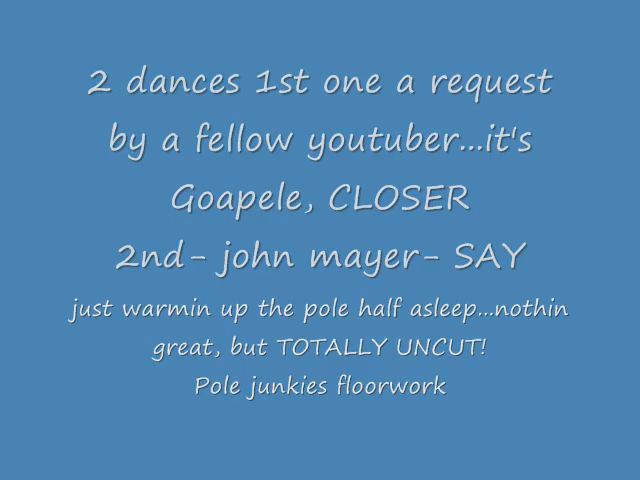 2 dances 1st one a request
by a fellow youtuber...it's
Goapele, CLOSER
2nd- john mayer- SAY
just warmin up the pole half asleep...nothin
great, but TOTALLY UNCUT!
Pole junkies floorwork